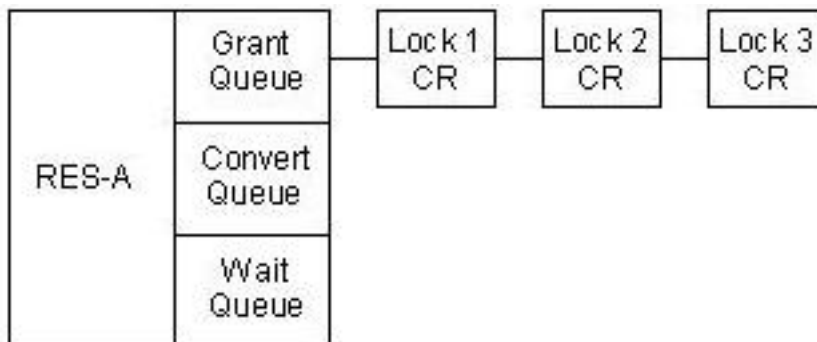 RES-A
Grant
Queue
Lock 1
CR
Lock 2
CR
Lock 3
CR
Convert
Queue
Wait
Queue